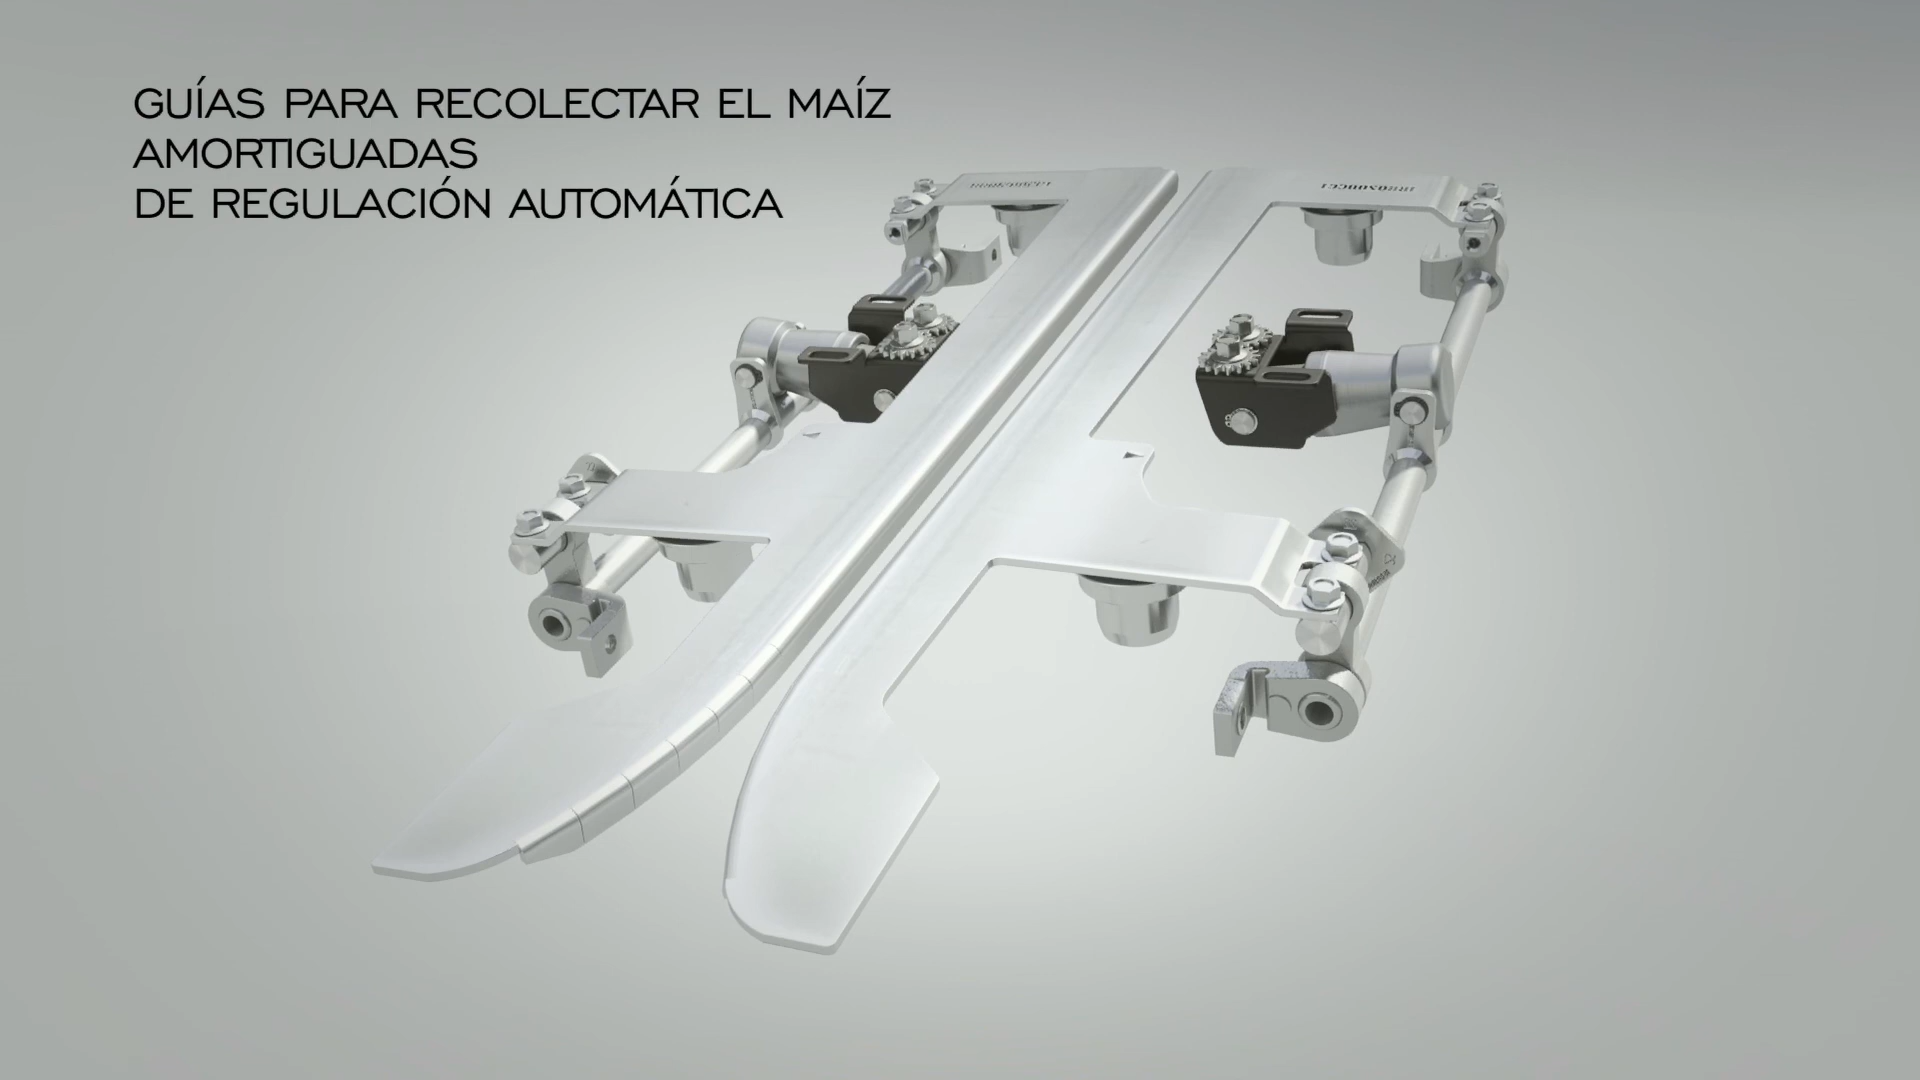 GUÍAS PARA RECOLECTAR EL MAÍZ
AMORTIGUADAS
DE REGULACIÓN AUTOMÁTICA